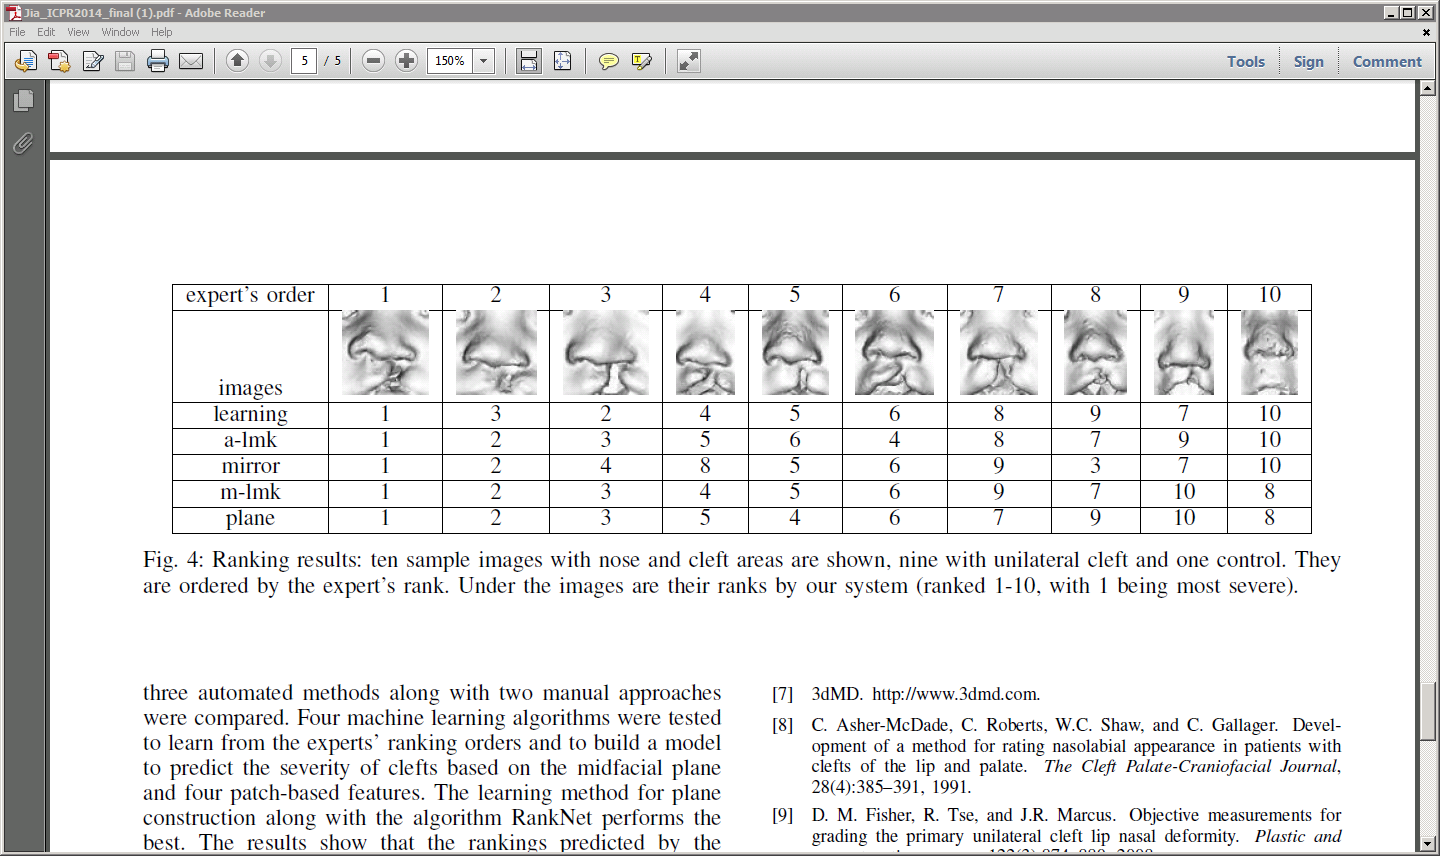 Jia_ICPR2014_final (1).pdf - Adobe Reader
File Edit View Window Help
5 / 5 150% Tools Sign Comment
expert's order 1 2 3 4 5 6 7 8 9 10
images
learning 1 3 2 4 5 6 8 9 7 10
a-lmk 1 2 3 5 6 4 8 7 9 10
mirror 1 2 4 8 5 6 9 3 7 10
m-lmk 1 2 3 4 5 6 9 7 10 8
plane 1 2 3 5 4 6 7 9 10 8
Fig. 4: Ranking results: ten sample images with nose and cleft areas are shown, nine with unilateral cleft and one control. They
are ordered by the expert's rank. Under the images are their ranks by our system (ranked 1-10, with 1 being most severe).
three automated methods along with two manual approaches
were compared. Four machine learning algorithms were tested
to learn from the experts' ranking orders and to build a model
to predict the severity of clefts based on the midfacial plane
and four patch-based features. The learning method for plane
construction along with the algorithm RankNet performs the
best. The results show that the rankings predicted by the
[7] 3dMD. http://www.3dmd.com.
[8] C. Asher-McDade, C. Roberts, W.C. Shaw, and C. Gallager. Devel-
opment of a method for rating nasolabial appearance in patients with
clefts of the lip and palate. The Cleft Palate-Craniofacial Journal,
28(4):385–391, 1991.
[9] D. M. Fisher, R. Tse, and J.R. Marcus. Objective measurements for
grading the primary unilateral cleft lip nasal deformity. Plastic and